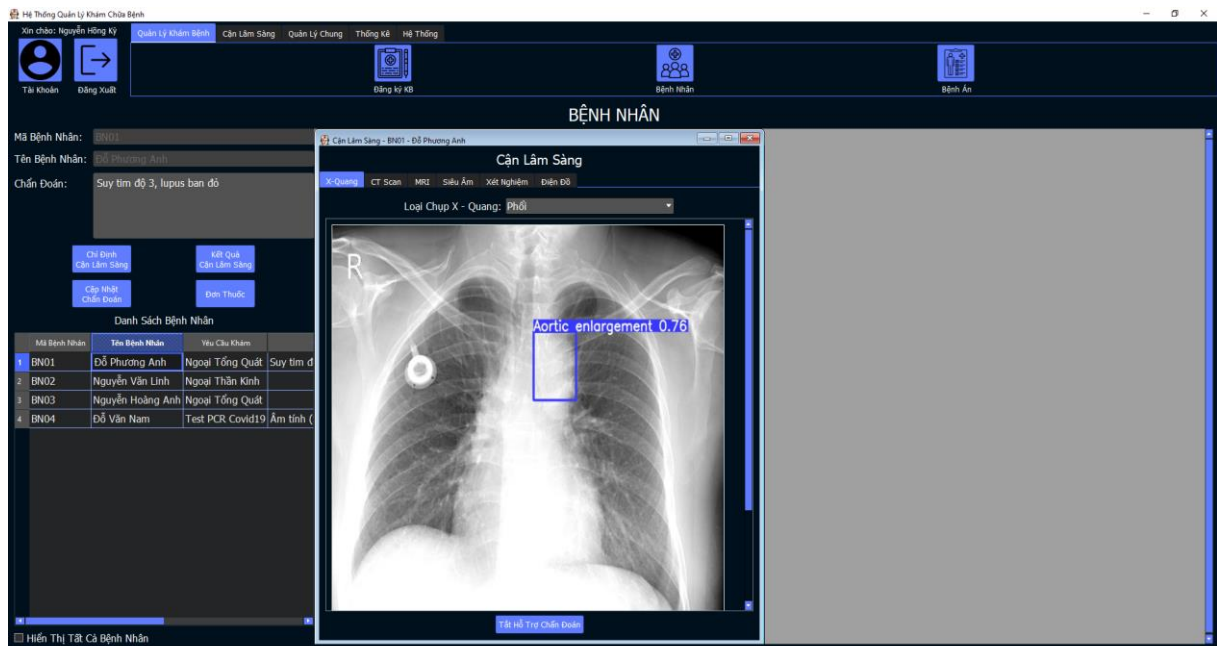 Hệ Thống Quản Lý Khám Chữa Bệnh
Xin chào: Nguyễn Hồng Kỳ
Quản Lý Khám Bệnh Cận Lâm Sàng Quản Lý Chung Thống Kê Hệ Thống
Tài Khoản Đăng Xuất Đăng ký KB Bệnh Nhân Bệnh Án
BỆNH NHÂN
Mã Bệnh Nhân: BN01
Tên Bệnh Nhân: Đỗ Phương Anh
Chẩn Đoán: Suy tim độ 3, lupus ban đỏ
Chỉ Định
Cận Lâm Sàng
Kết Quả
Cận Lâm Sàng
Cập Nhật
Chẩn Đoán
Đơn Thuốc
Danh Sách Bệnh Nhân
Mã Bệnh Nhân Tên Bệnh Nhân Yêu Cầu Khám
1 BN01 Đỗ Phương Anh Ngoại Tổng Quát Suy tim đ
2 BN02 Nguyễn Văn Linh Ngoại Thần Kinh
3 BN03 Nguyễn Hoàng Anh Ngoại Tổng Quát
4 BN04 Đỗ Văn Nam Test PCR Covid19 Âm tính (
Hiển Thị Tất Cả Bệnh Nhân
Cận Lâm Sàng - BN01 - Đỗ Phương Anh
Cận Lâm Sàng
X-Quang CT Scan MRI Siêu Âm Xét Nghiệm Điện Đồ
Loại Chụp X - Quang: Phổi
R
Aortic enlargement 0.76
Tắt Hỗ Trợ Chẩn Đoán